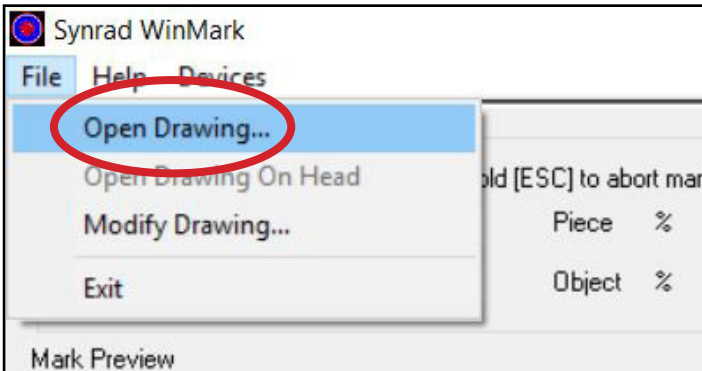 Synrad WinMark
File Help Devices
Open Drawing...
Open Drawing On Head
old [ESC] to abort mar
Modify Drawing...
Piece %
Exit
Object %
Mark Preview